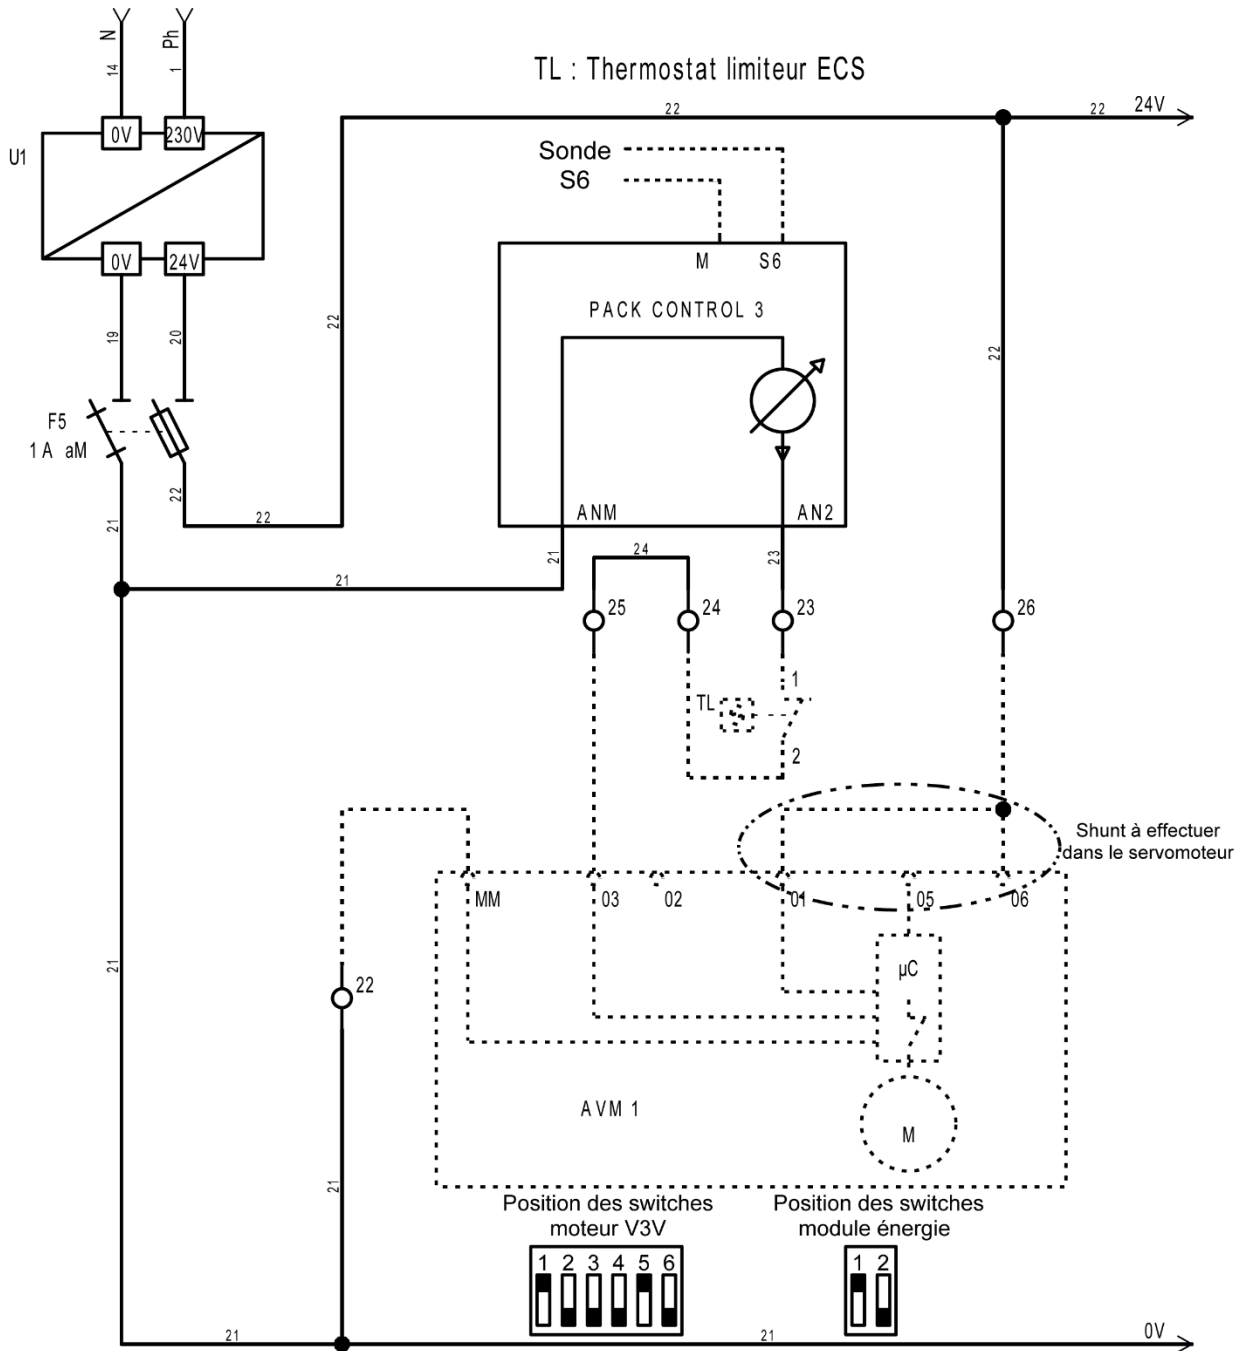 N
Ph
14
1
TL : Thermostat limiteur ECS
22
22
24V
0V
230V
U1
Sonde
S6
0V
24V
M
S6
PACK CONTROL 3
19
20
22
22
F5
1 A aM
22
22
21
ANM
AN2
21
24
23
21
25
24
23
26
1
TL
2
Shunt à effectuer
dans le servomoteur
MM
03
02
01
05
06
µC
21
22
AVM 1
M
21
Position des switches
moteur V3V
Position des switches
module énergie
1 2 3 4 5 6
1 2
21
21
0V